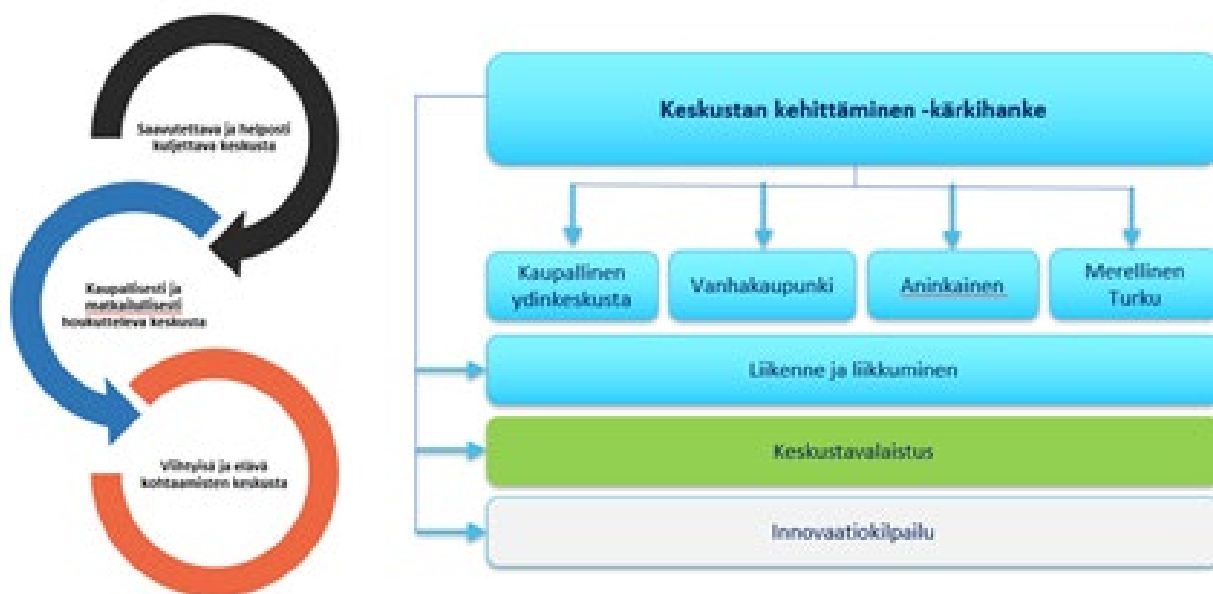 Saavutettava ja helposti
kuljettava keskusta
Kaupallisesti ja
matkailullisesti
houkutteleva keskusta
Viihtyisä ja elävä
kohtaamisten keskusta
Keskustan kehittäminen -kärkihanke
Kaupallinen
ydinkeskusta
Vanhakaupunki
Aninkainen
Merellinen
Turku
Liikenne ja liikkuminen
Keskustavalaistus
Innovaatiokilpailu